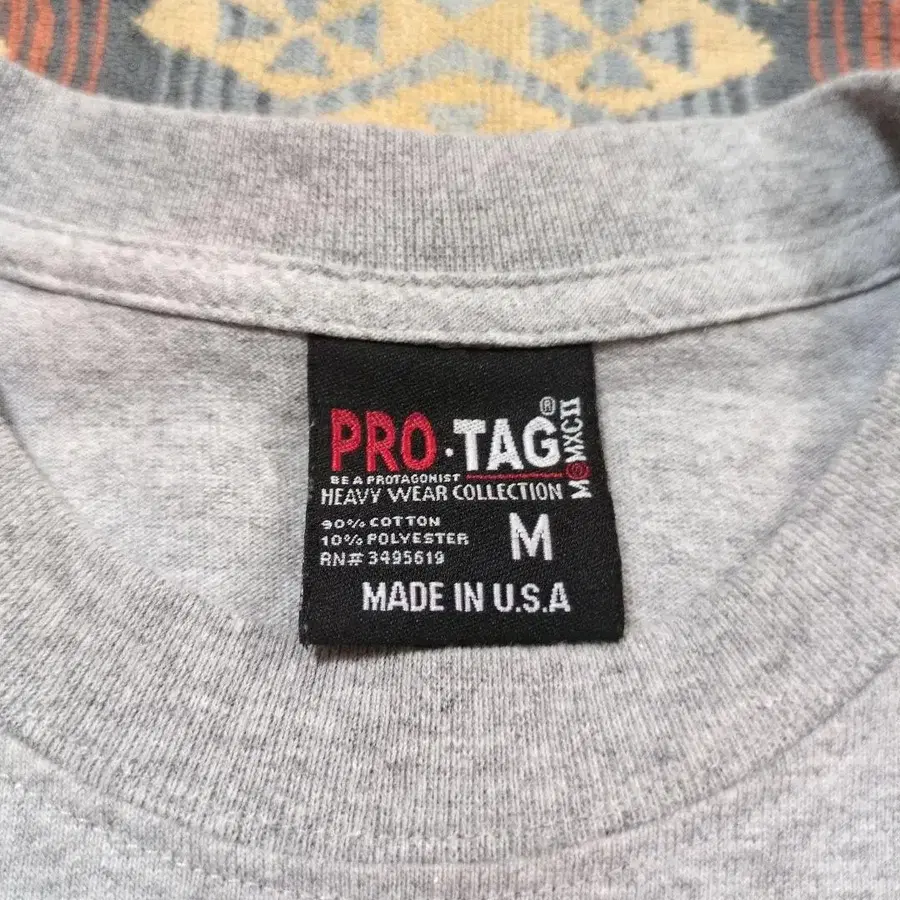 PRO·TAG®
BE A PROTAGONIST
HEAVY WEAR COLLECTION
90% COTTON
10% POLYESTER
RN# 3495619
M
MADE IN U.S.A
MXCII